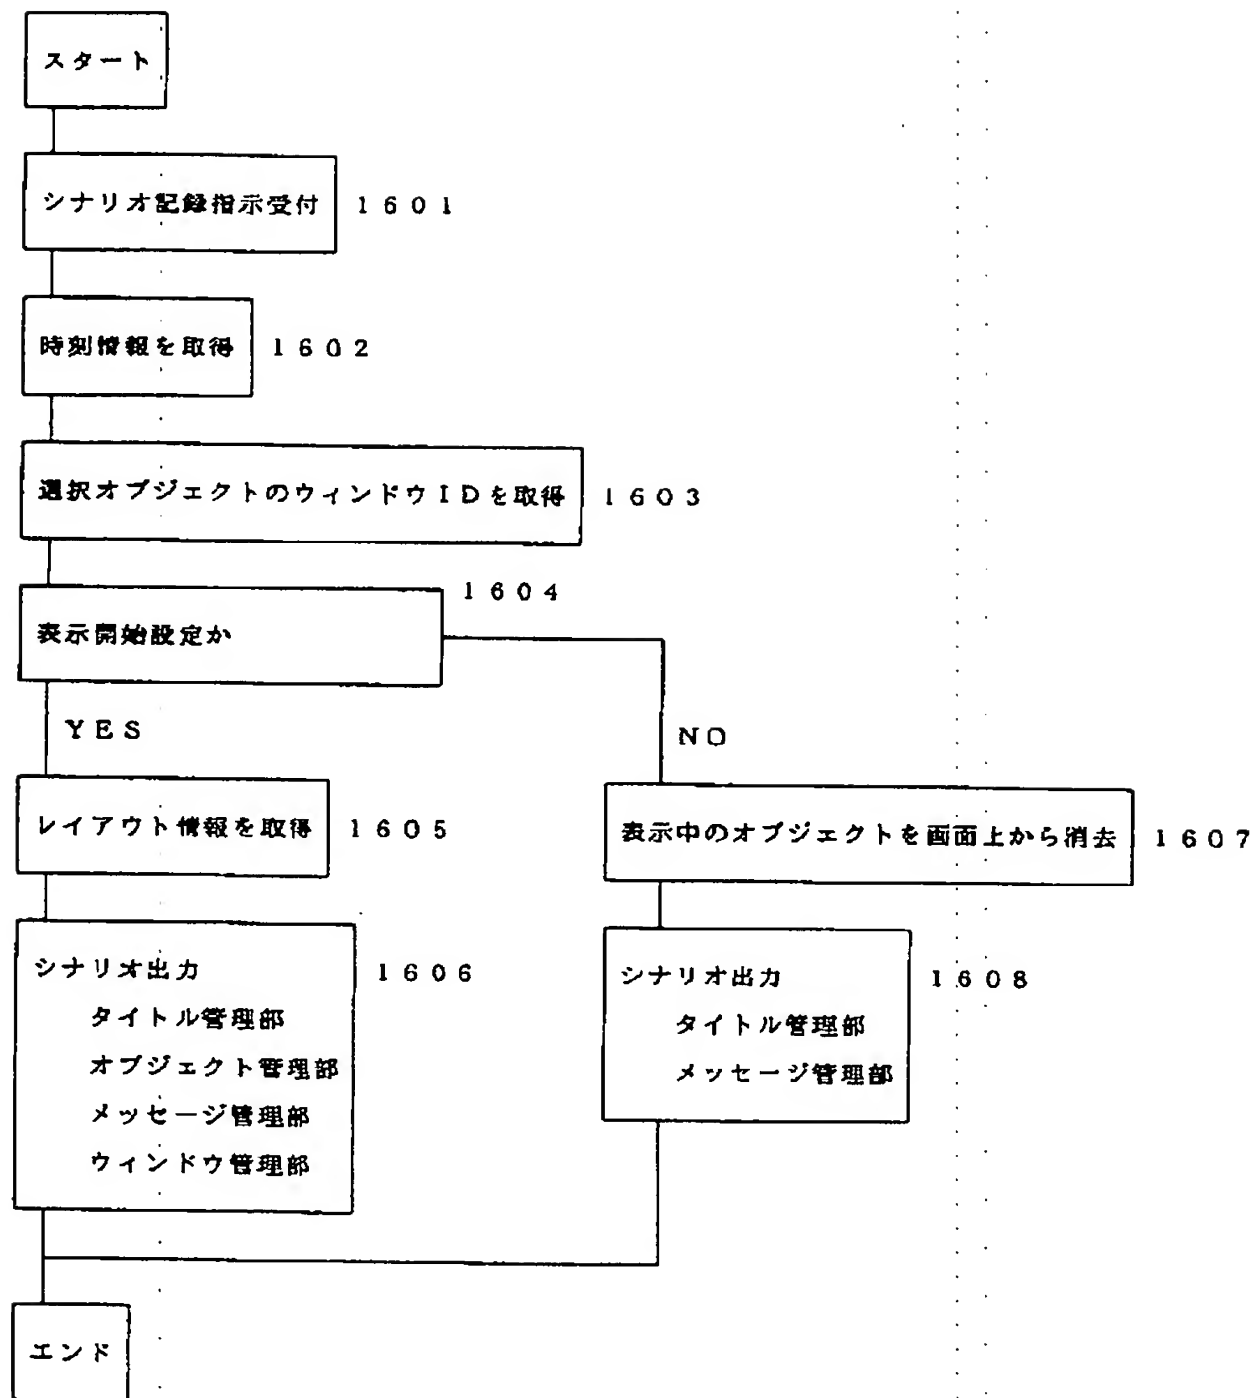 スタート
シナリオ記録指示受付 1601
時刻情報を取得 1602
選択オブジェクトのウィンドウIDを取得 1603
1604
表示開始設定か
YES
NO
レイアウト情報を取得 1605
表示中のオブジェクトを画面上から消去 1607
シナリオ出力 1606
タイトル管理部
オブジェクト管理部
メッセージ管理部
ウィンドウ管理部
シナリオ出力 1608
タイトル管理部
メッセージ管理部
エンド